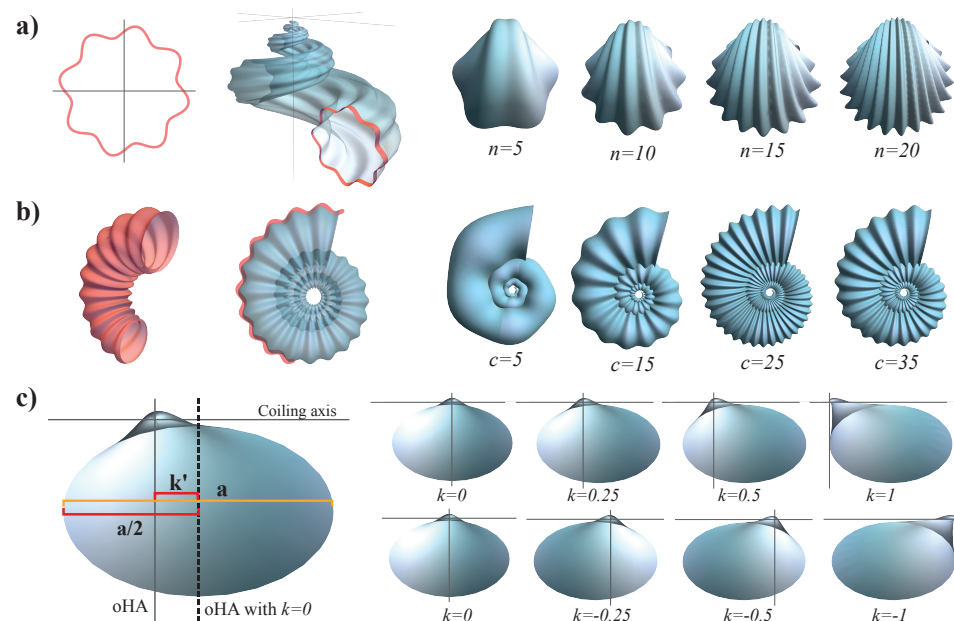 a)
n=5
n=10
n=15
n=20
b)
c=5
c=15
c=25
c=35
c)
Coiling axis
k'
a
a/2
oHA
oHA with k=0
k=0
k=0.25
k=0.5
k=1
k=0
k=-0.25
k=-0.5
k=-1